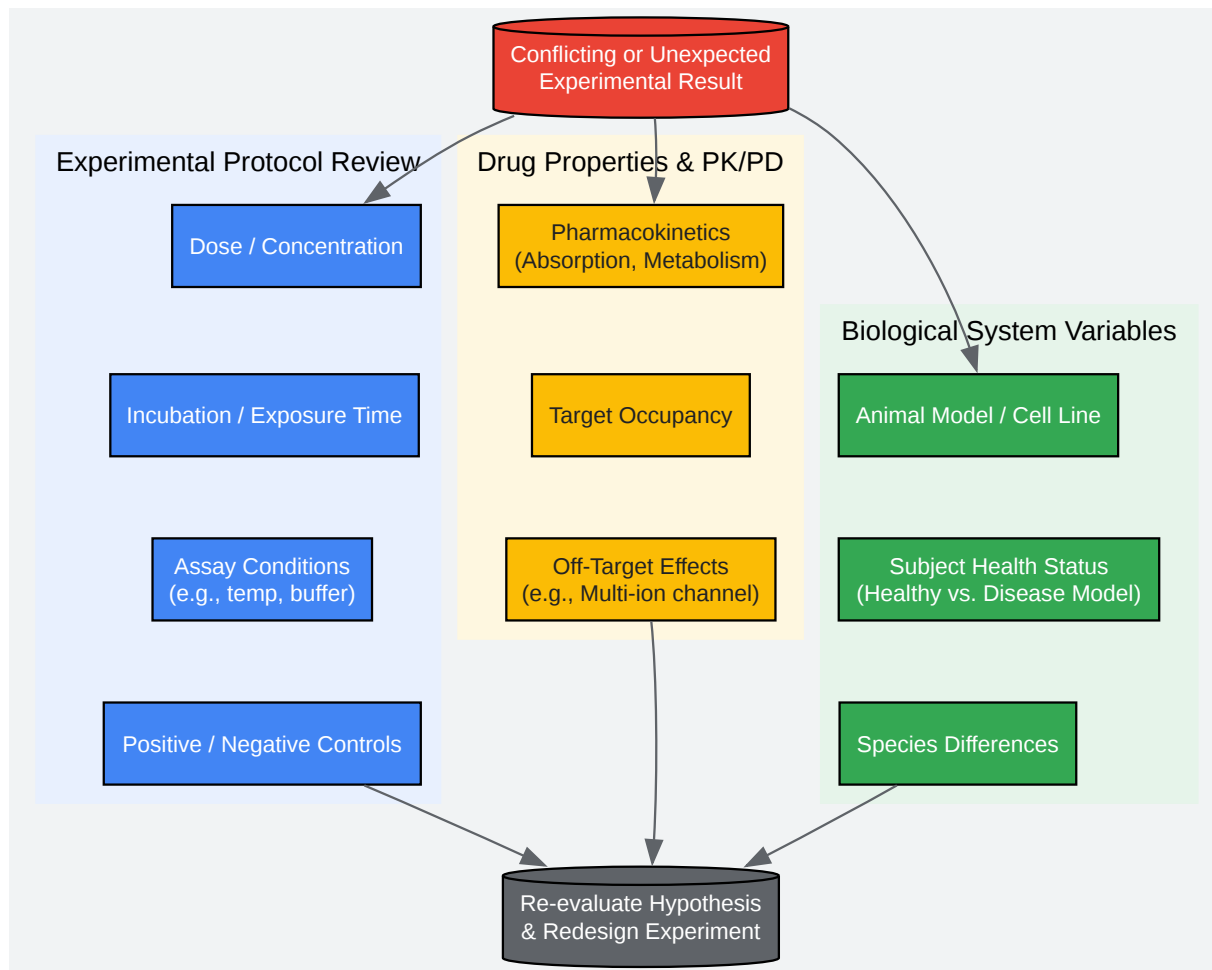 Conflicting or Unexpected
Experimental Result
Experimental Protocol Review
Dose / Concentration
Incubation / Exposure Time
Assay Conditions
(e.g., temp, buffer)
Positive / Negative Controls
Drug Properties & PK/PD
Pharmacokinetics
(Absorption, Metabolism)
Target Occupancy
Off-Target Effects
(e.g., Multi-ion channel)
Biological System Variables
Animal Model / Cell Line
Subject Health Status
(Healthy vs. Disease Model)
Species Differences
Re-evaluate Hypothesis
& Redesign Experiment